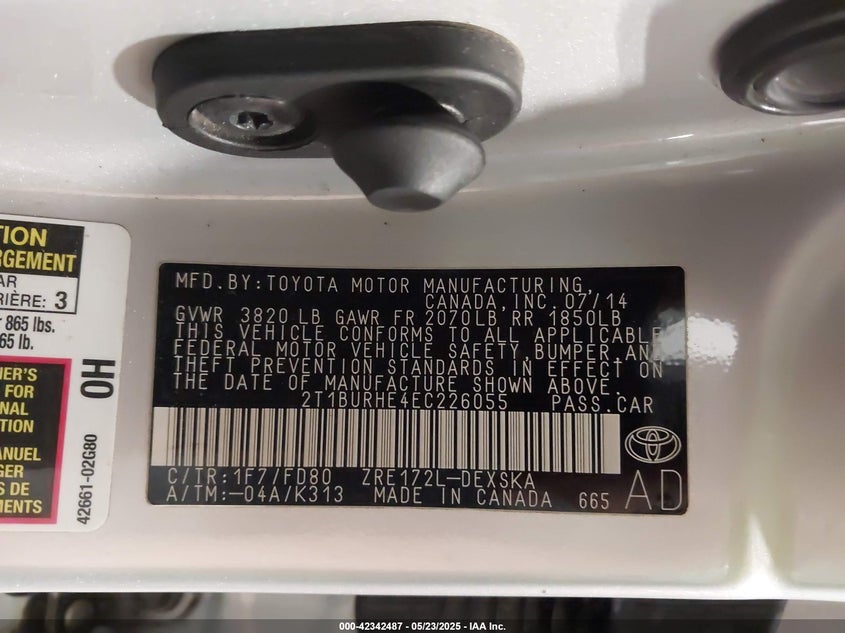 TION
RGEMENT
AR
RIÈRE: 3
865 lbs.
65 lb.
NER'S
FOR
NAL
TION
ANUEL
GER
S DE
MENTS
OH
42661-02G80
MFD.BY:TOYOTA MOTOR MANUFACTURING,
CANADA,INC. 07/14
GVWR 3820 LB GAWR FR 2070LB,RR 1850LB
THIS VEHICLE CONFORMS TO ALL APPLICABLE
FEDERAL MOTOR VEHICLE SAFETY,BUMPER,AND
THEFT PREVENTION STANDARDS IN EFFECT ON
THE DATE OF MANUFACTURE SHOWN ABOVE.
2T1BURHE4EC226055 PASS.CAR
C/TR:1F7/FD80 ZRE172L-DEXSKA
A/TM:-04A/K313 MADE IN CANADA 665
AD
000-42342487 - 05/23/2025 - IAA Inc.